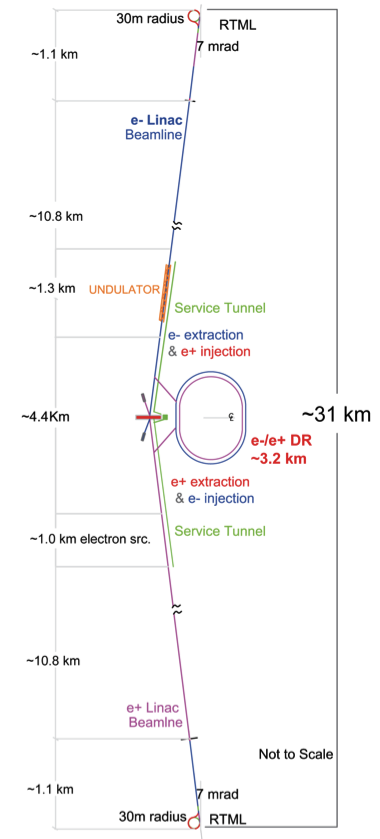 30m radius
RTML
7 mrad
~1.1 km
e- Linac
Beamline
~10.8 km
~1.3 km
UNDULATOR
Service Tunnel
e- extraction
& e+ injection
~4.4Km
~31 km
e-/e+ DR
~3.2 km
e+ extraction
& e- injection
Service Tunnel
~1.0 km electron src.
~10.8 km
e+ Linac
Beamlne
Not to Scale
~1.1 km
7 mrad
30m radius
RTML